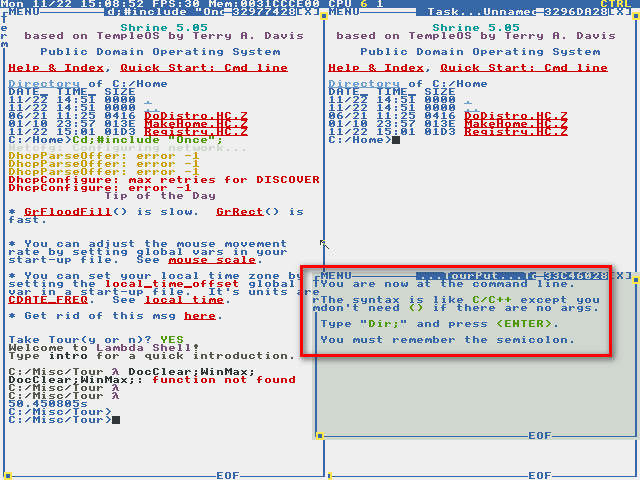 Mon 11/22 15:08:52 FPS:30 Mem:0031CCCE00 CPU 6 1 CTRL
MENU d;#include "Onc 32977428[X]
Shrine 5.05
based on TempleOS by Terry A. Davis
Public Domain Operating System
Help & Index, Quick Start: Cmd line
Directory of C:/Home
DATE_ TIME_ SIZE
11/22 14:51 0000 .
11/22 14:51 0000 ..
06/21 11:25 0416 DoDistro.HC.Z
01/10 23:57 013E MakeHome.HC.Z
11/22 15:01 01D3 Registry.HC.Z
C:/Home>Cd;#include "Once";
Netcfg: Configuring network...
DhcpParseOffer: error -1
DhcpParseOffer: error -1
DhcpParseOffer: error -1
DhcpConfigure: max retries for DISCOVER
DhcpConfigure: error -1
Tip of the Day
* GrFloodFill() is slow. GrRect() is
fast.
* You can adjust the mouse movement
rate by setting global vars in your
start-up file. See mouse scale.
* You can set your local time zone by
setting the local_time_offset global
in your start-up file. It's units are
CDATE_FREQ. See local time.
* Get rid of this msg here.
Take Tour(y or n)? YES
Welcome to Lambda Shell!
Type intro for a quick introduction.
C:/Misc/Tour λ DocClear;WinMax;
DocClear;WinMax;: function not found
C:/Misc/Tour λ
C:/Misc/Tour λ
50.450805s
C:/Misc/Tour>
C:/Misc/Tour>
EOF
MENU Task...Unnamed 3296DA28[X]
Shrine 5.05
based on TempleOS by Terry A. Davis
Public Domain Operating System
Help & Index, Quick Start: Cmd line
Directory of C:/Home
DATE_ TIME_ SIZE
11/22 14:51 0000 .
11/22 14:51 0000 ..
06/21 11:25 0416 DoDistro.HC.Z
01/10 23:57 013E MakeHome.HC.Z
11/22 15:01 01D3 Registry.HC.Z
C:/Home>
MENU ...TourPut...T 33C46028[X]
You are now at the command line.
The syntax is like C/C++ except you
don't need () if there are no args.
Type "Dir;" and press <ENTER>.
You must remember the semicolon.
EOF
EOF